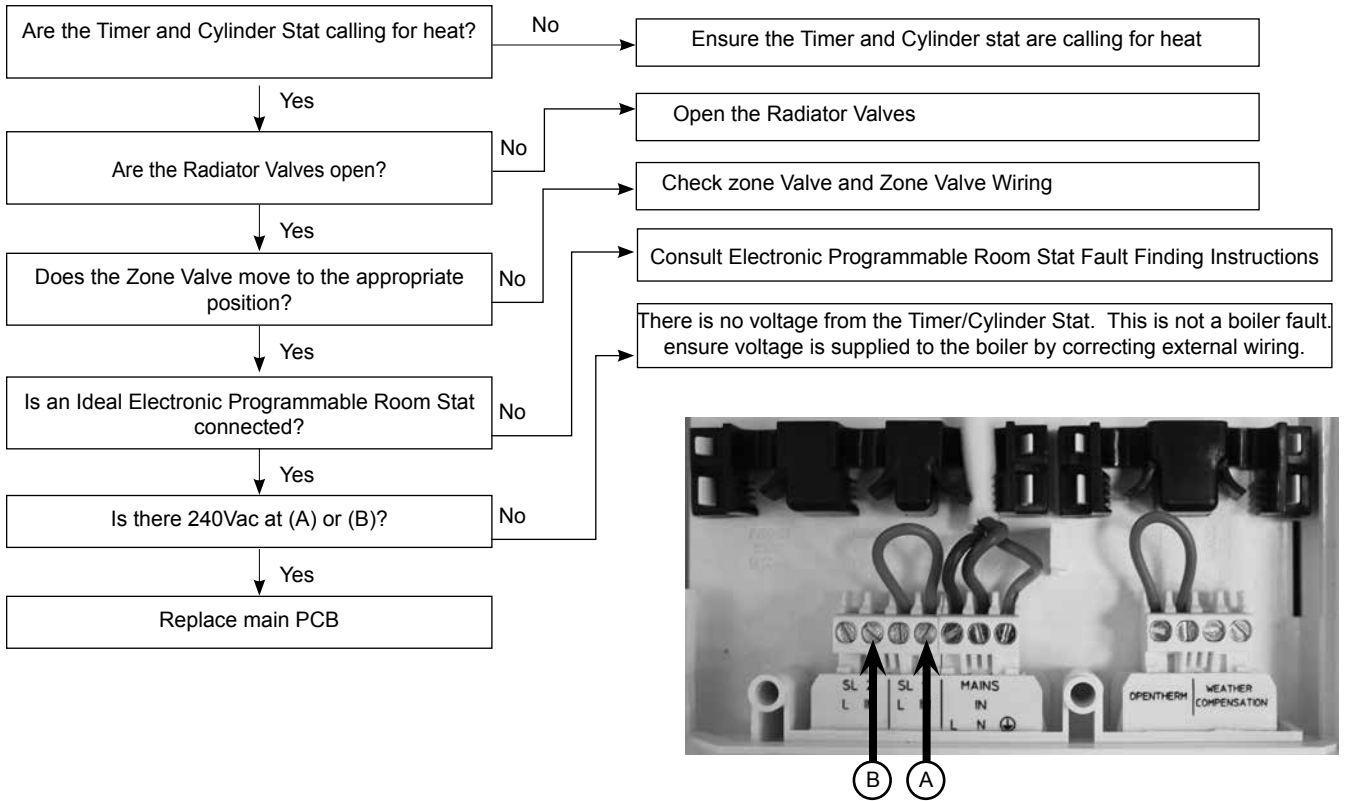 Are the Timer and Cylinder Stat calling for heat?
No
Ensure the Timer and Cylinder stat are calling for heat
Yes
Are the Radiator Valves open?
No
Open the Radiator Valves
Yes
Does the Zone Valve move to the appropriate
position?
No
Check zone Valve and Zone Valve Wiring
Yes
Is an Ideal Electronic Programmable Room Stat
connected?
No
Consult Electronic Programmable Room Stat Fault Finding Instructions
Yes
Is there 240Vac at (A) or (B)?
No
There is no voltage from the Timer/Cylinder Stat. This is not a boiler fault.
ensure voltage is supplied to the boiler by correcting external wiring.
Yes
Replace main PCB
SL SL MAINS
L L IN
L N
OPENTHERM WEATHER
COMPENSATION
B A